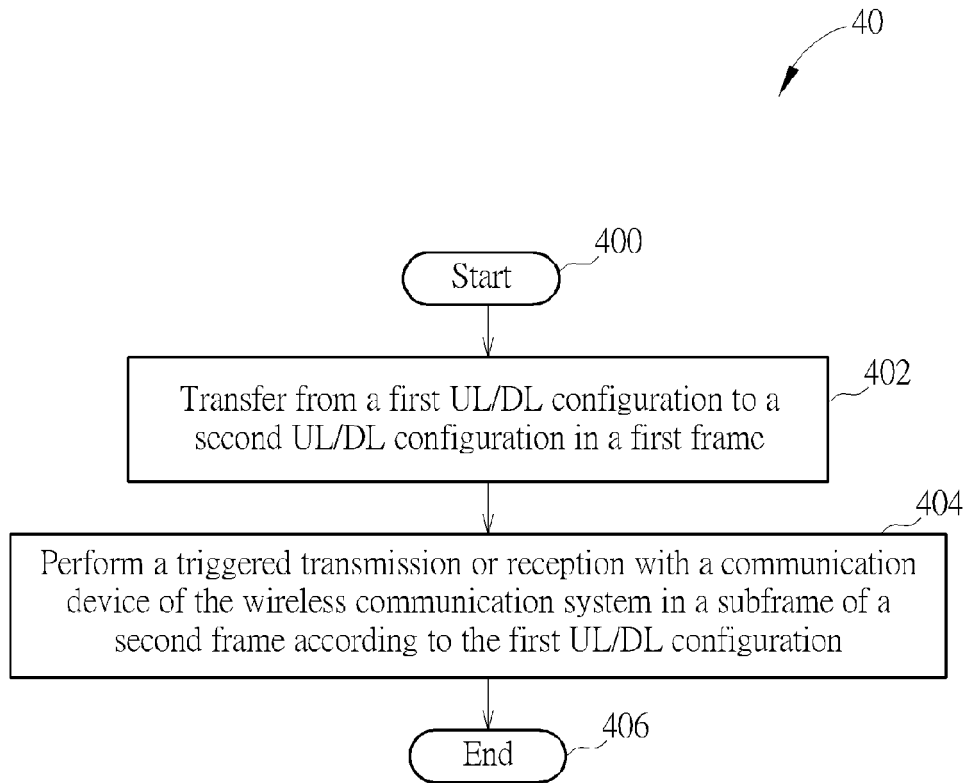 40
400
Start
402
Transfer from a first UL/DL configuration to a
second UL/DL configuration in a first frame
404
Perform a triggered transmission or reception with a communication
device of the wireless communication system in a subframe of a
second frame according to the first UL/DL configuration
406
End